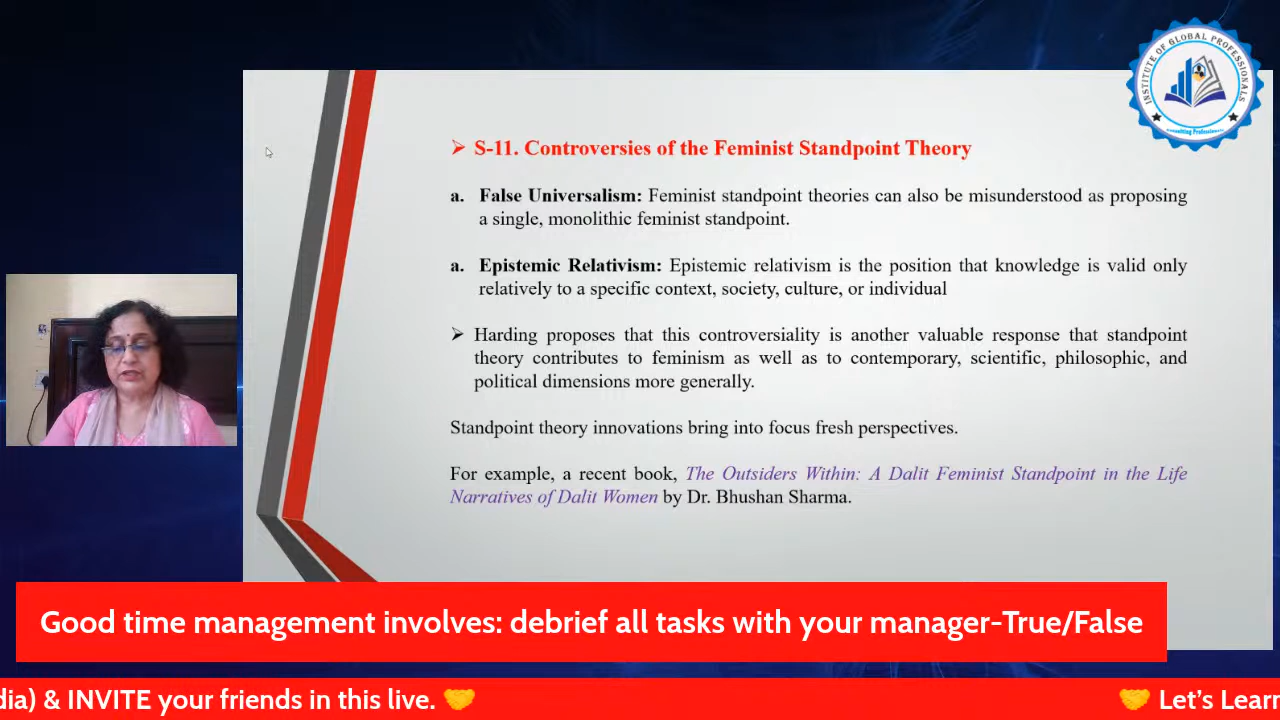 INSTITUTE OF GLOBAL PROFESSIONALS
Consulting Professionals
➢ S-11. Controversies of the Feminist Standpoint Theory
a. False Universalism: Feminist standpoint theories can also be misunderstood as proposing
a single, monolithic feminist standpoint.
a. Epistemic Relativism: Epistemic relativism is the position that knowledge is valid only
relatively to a specific context, society, culture, or individual
➢ Harding proposes that this controversiality is another valuable response that standpoint
theory contributes to feminism as well as to contemporary, scientific, philosophic, and
political dimensions more generally.
Standpoint theory innovations bring into focus fresh perspectives.
For example, a recent book, The Outsiders Within: A Dalit Feminist Standpoint in the Life
Narratives of Dalit Women by Dr. Bhushan Sharma.
Good time management involves: debrief all tasks with your manager-True/False
dia) & INVITE your friends in this live. 🤝 🤝 Let's Learn